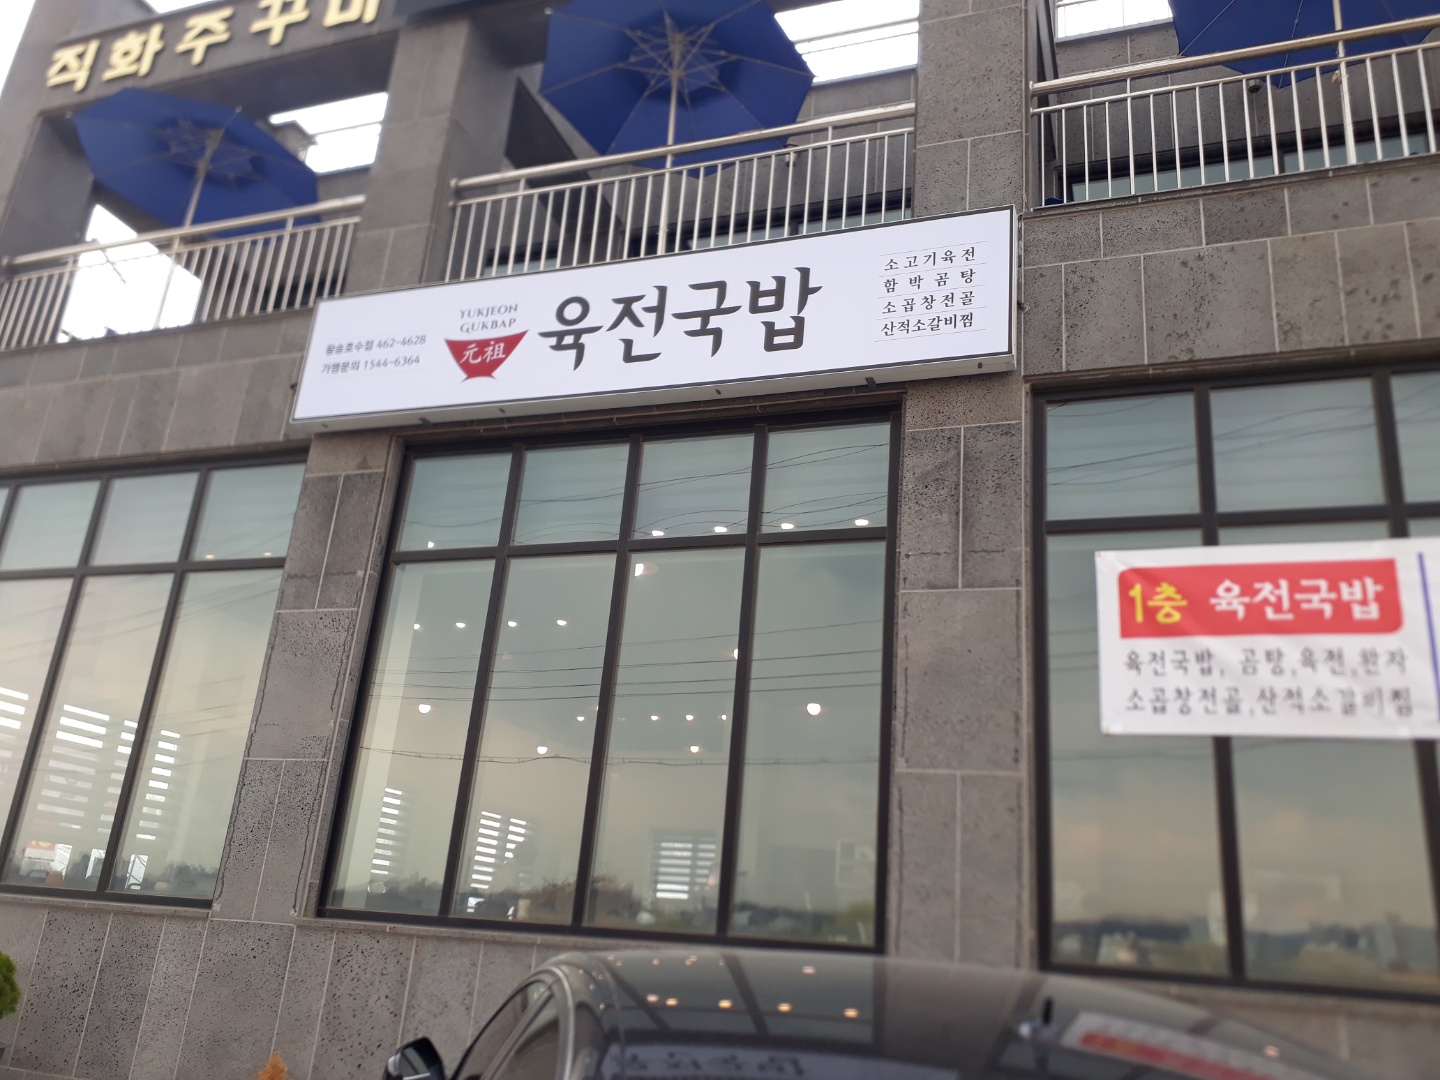 직화주꾸미
YUKJEON
GUKBAP
元祖
육전국밥
왕송호수점 462-4628
가맹문의 1544-6364
소고기육전
함박곰탕
소곱창전골
산적소갈비찜
1층 육전국밥
육전국밥, 곰탕,육전,완자
소곱창전골,산적소갈비찜